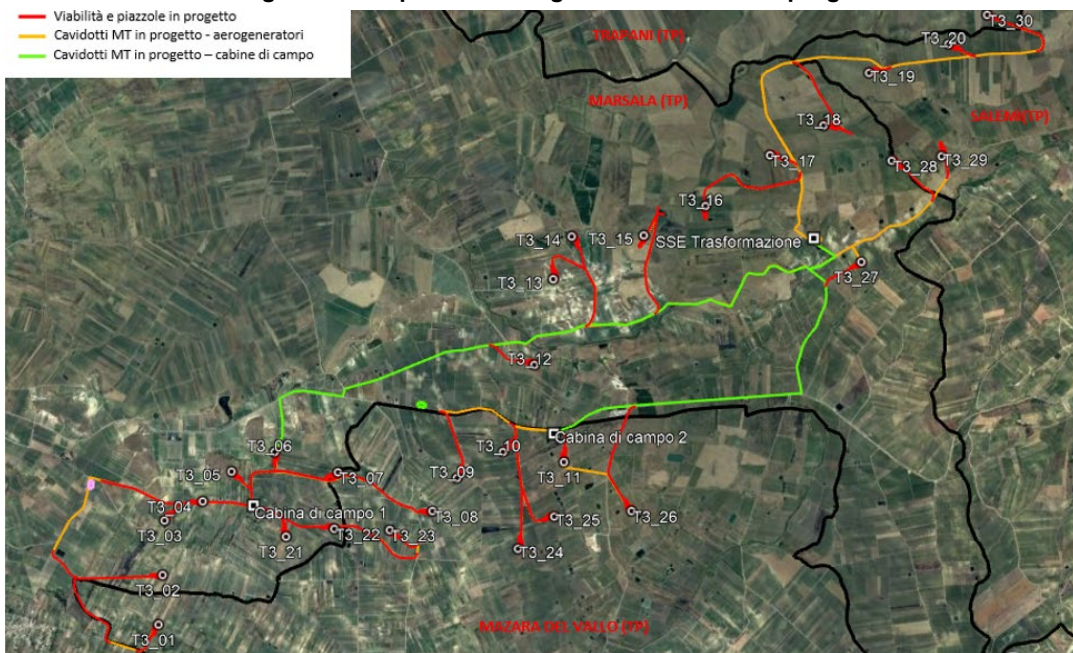 Viabilità e piazzole in progetto
Cavidotti MT in progetto - aerogeneratori
Cavidotti MT in progetto – cabine di campo
TRAPANI (TP)
MARSALA (TP)
SALEMI(TP)
T3_30
T3_20
T3_19
T3_18
T3_17
T3_28
T3_29
T3_16
T3_14
T3_15
SSE Trasformazione
T3_13
T3_27
T3_12
T3_06
T3_10
Cabina di campo 2
T3_05
T3_07
T3_09
T3_11
T3_04
Cabina di campo 1
T3_03
T3_08
T3_25
T3_26
T3_21
T3_22
T3_23
T3_24
T3_02
T3_01
MAZARA DEL VALLO (TP)